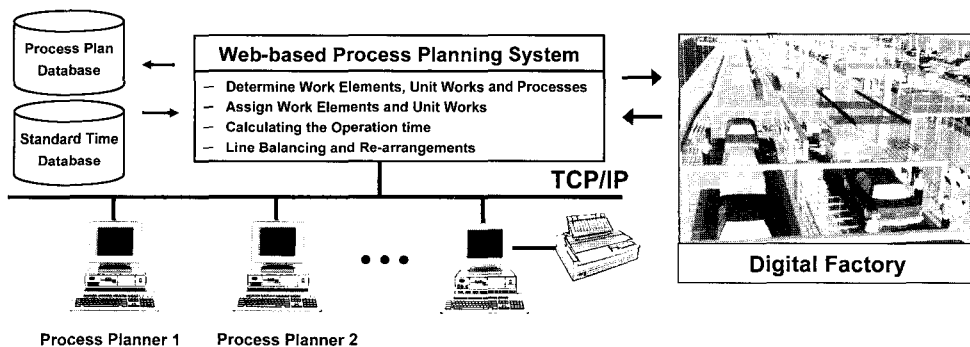 Process Plan
Database
Standard Time
Database
Web-based Process Planning System
– Determine Work Elements, Unit Works and Processes
– Assign Work Elements and Unit Works
– Calculating the Operation time
– Line Balancing and Re-arrangements
TCP/IP
Digital Factory
Process Planner 1
Process Planner 2